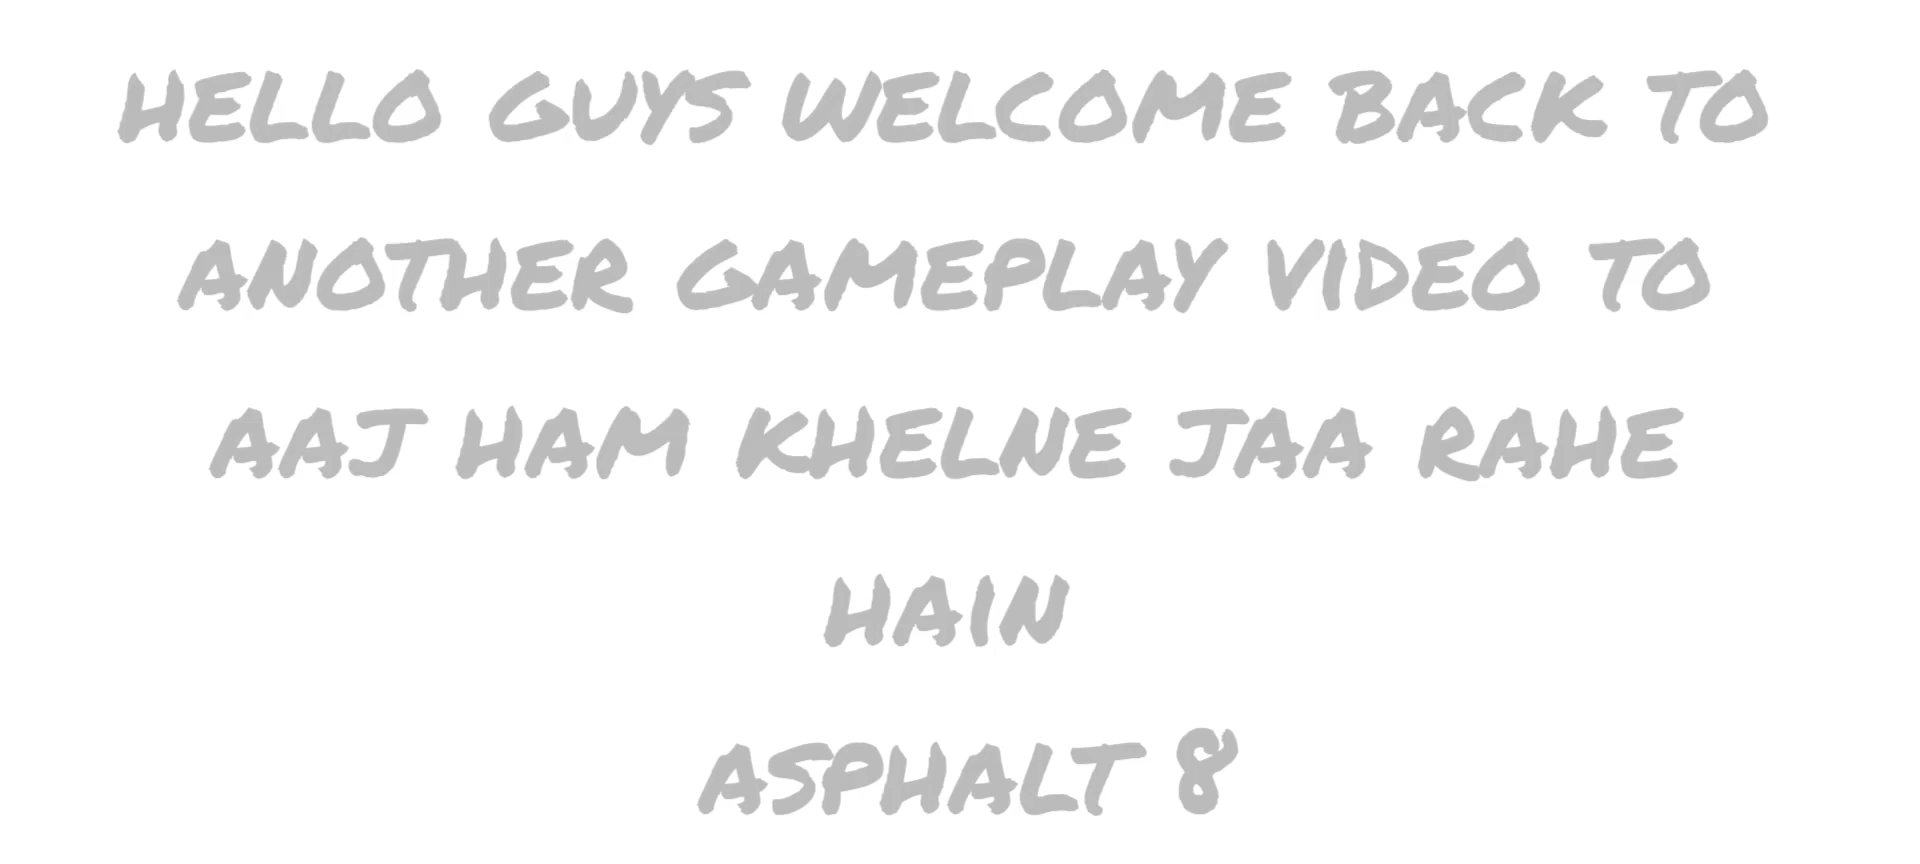 HELLO GUYS WELCOME BACK TO
ANOTHER GAMEPLAY VIDEO TO
AAJ HAM KHELNE JAA RAHE
HAIN
ASPHALT 8